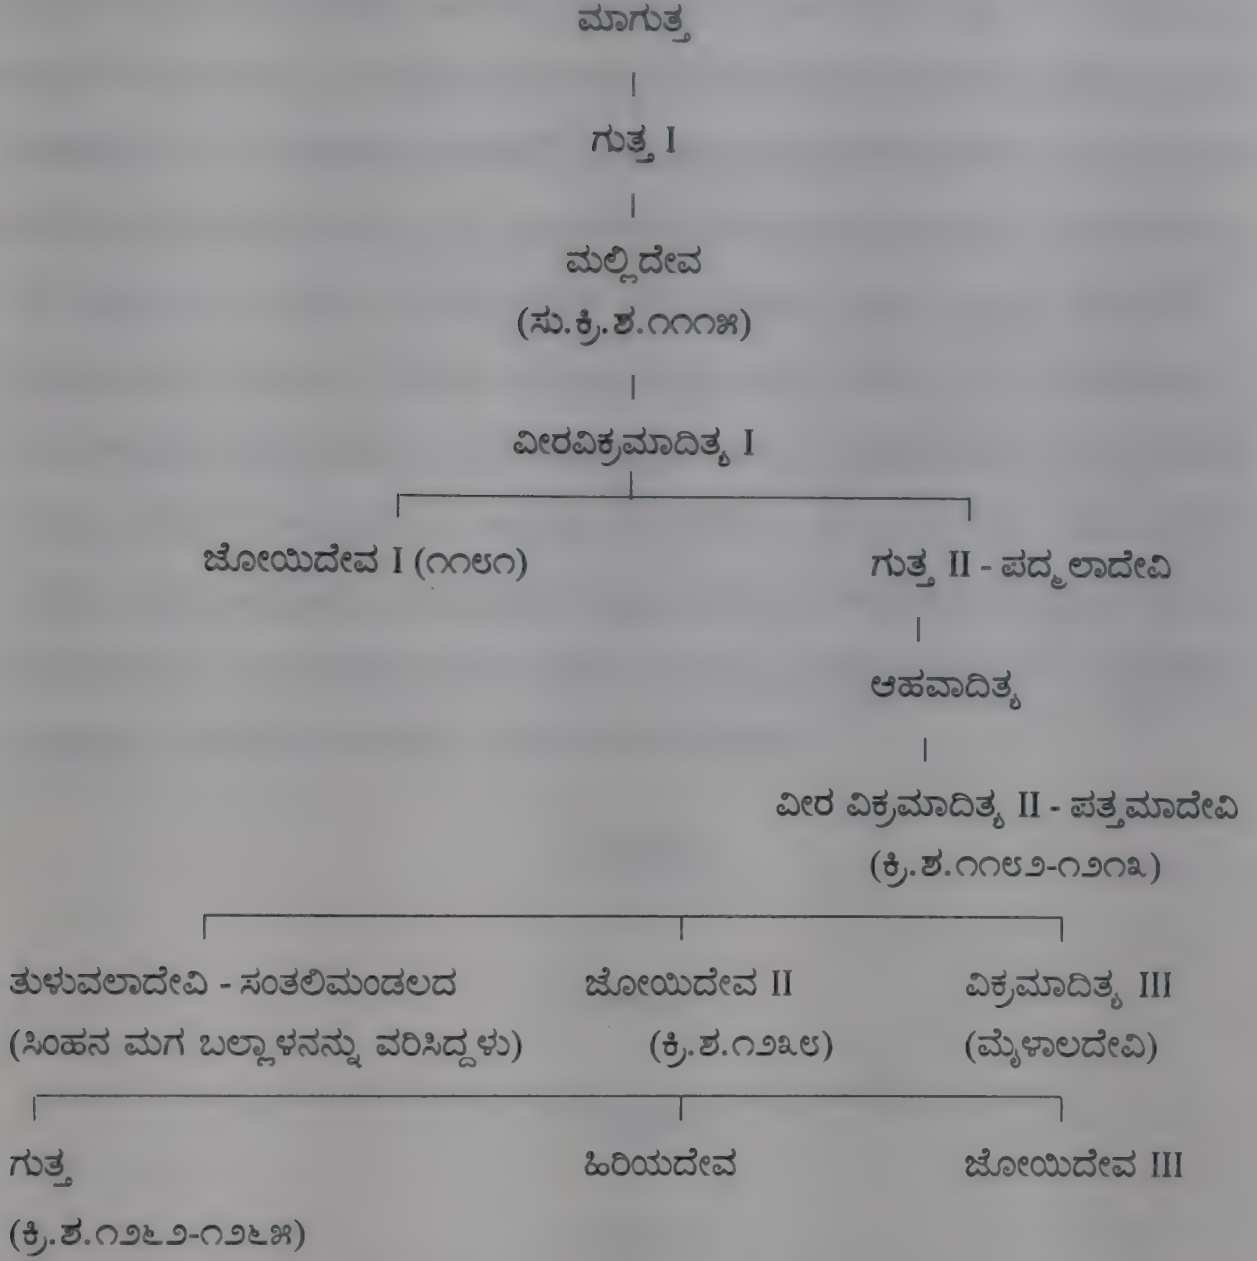 ಮಾಗುತ್ತ
ಗುತ್ತ I
ಮಲ್ಲಿದೇವ
(ಸು.ಕ್ರಿ.ಶ.೧೧೧೫)
ವೀರವಿಕ್ರಮಾದಿತ್ಯ I
ಜೋಯಿದೇವ I (೧೧೮೧) ಗುತ್ತ II - ಪದ್ಮಲಾದೇವಿ
ಆಹವಾದಿತ್ಯ
ವೀರ ವಿಕ್ರಮಾದಿತ್ಯ II - ಪತ್ತಮಾದೇವಿ
(ಕ್ರಿ.ಶ.೧೧೮೨-೧೨೧೩)
ತುಳುವಲಾದೇವಿ - ಸಂತಲಿಮಂಡಲದ ಜೋಯಿದೇವ II ವಿಕ್ರಮಾದಿತ್ಯ III
(ಸಿಂಹನ ಮಗ ಬಲ್ಲಾಳನನ್ನು ವರಿಸಿದ್ದಳು) (ಕ್ರಿ.ಶ.೧೨೩೮) (ಮೈಳಾಲದೇವಿ)
ಗುತ್ತ ಹಿರಿಯದೇವ ಜೋಯಿದೇವ III
(ಕ್ರಿ.ಶ.೧೨೬೨-೧೨೬೫)